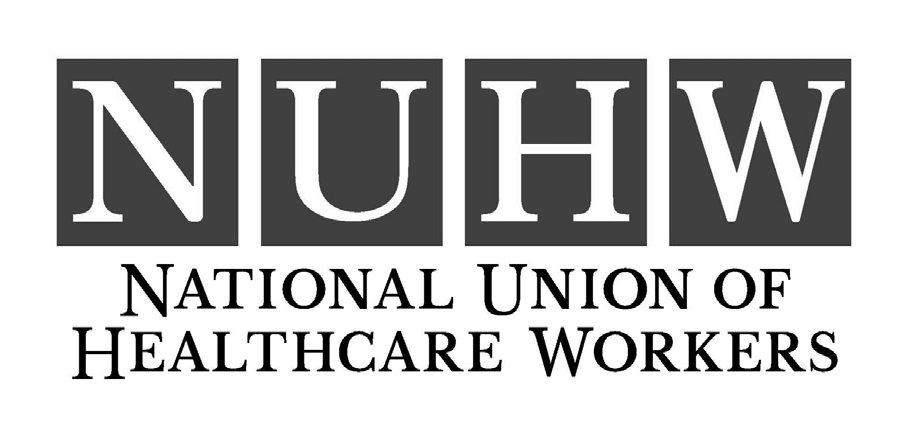 NUHW
NATIONAL UNION OF
HEALTHCARE WORKERS